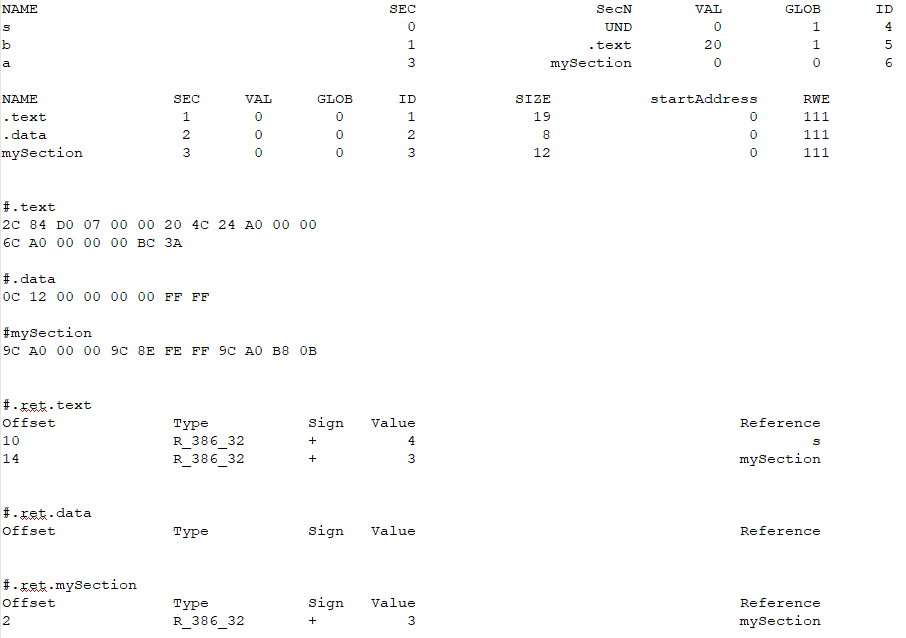 NAME SEC SecN VAL GLOB ID
s 0 UND 0 1 4
b 1 .text 20 1 5
a 3 mySection 0 0 6
NAME SEC VAL GLOB ID SIZE startAddress RWE
.text 1 0 0 1 19 0 111
.data 2 0 0 2 8 0 111
mySection 3 0 0 3 12 0 111
#.text
2C 84 D0 07 00 00 20 4C 24 A0 00 00
6C A0 00 00 00 BC 3A
#.data
0C 12 00 00 00 00 FF FF
#mySection
9C A0 00 00 9C 8E FE FF 9C A0 B8 0B
#.ret.text
Offset Type Sign Value Reference
10 R_386_32 + 4 s
14 R_386_32 + 3 mySection
#.ret.data
Offset Type Sign Value Reference
#.ret.mySection
Offset Type Sign Value Reference
2 R_386_32 + 3 mySection